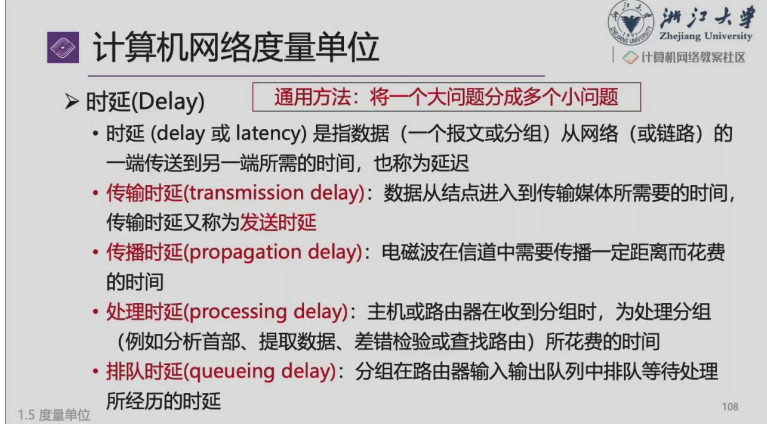 浙江大学
Zhejiang University
计算机网络教案社区
计算机网络度量单位
➢ 时延(Delay)
通用方法：将一个大问题分成多个小问题
• 时延 (delay 或 latency) 是指数据（一个报文或分组）从网络（或链路）的
一端传送到另一端所需的时间，也称为延迟
• 传输时延(transmission delay)：数据从结点进入到传输媒体所需要的时间，
传输时延又称为发送时延
• 传播时延(propagation delay)：电磁波在信道中需要传播一定距离而花费
的时间
• 处理时延(processing delay)：主机或路由器在收到分组时，为处理分组
（例如分析首部、提取数据、差错检验或查找路由）所花费的时间
• 排队时延(queueing delay)：分组在路由器输入输出队列中排队等待处理
所经历的时延
1.5 度量单位
108